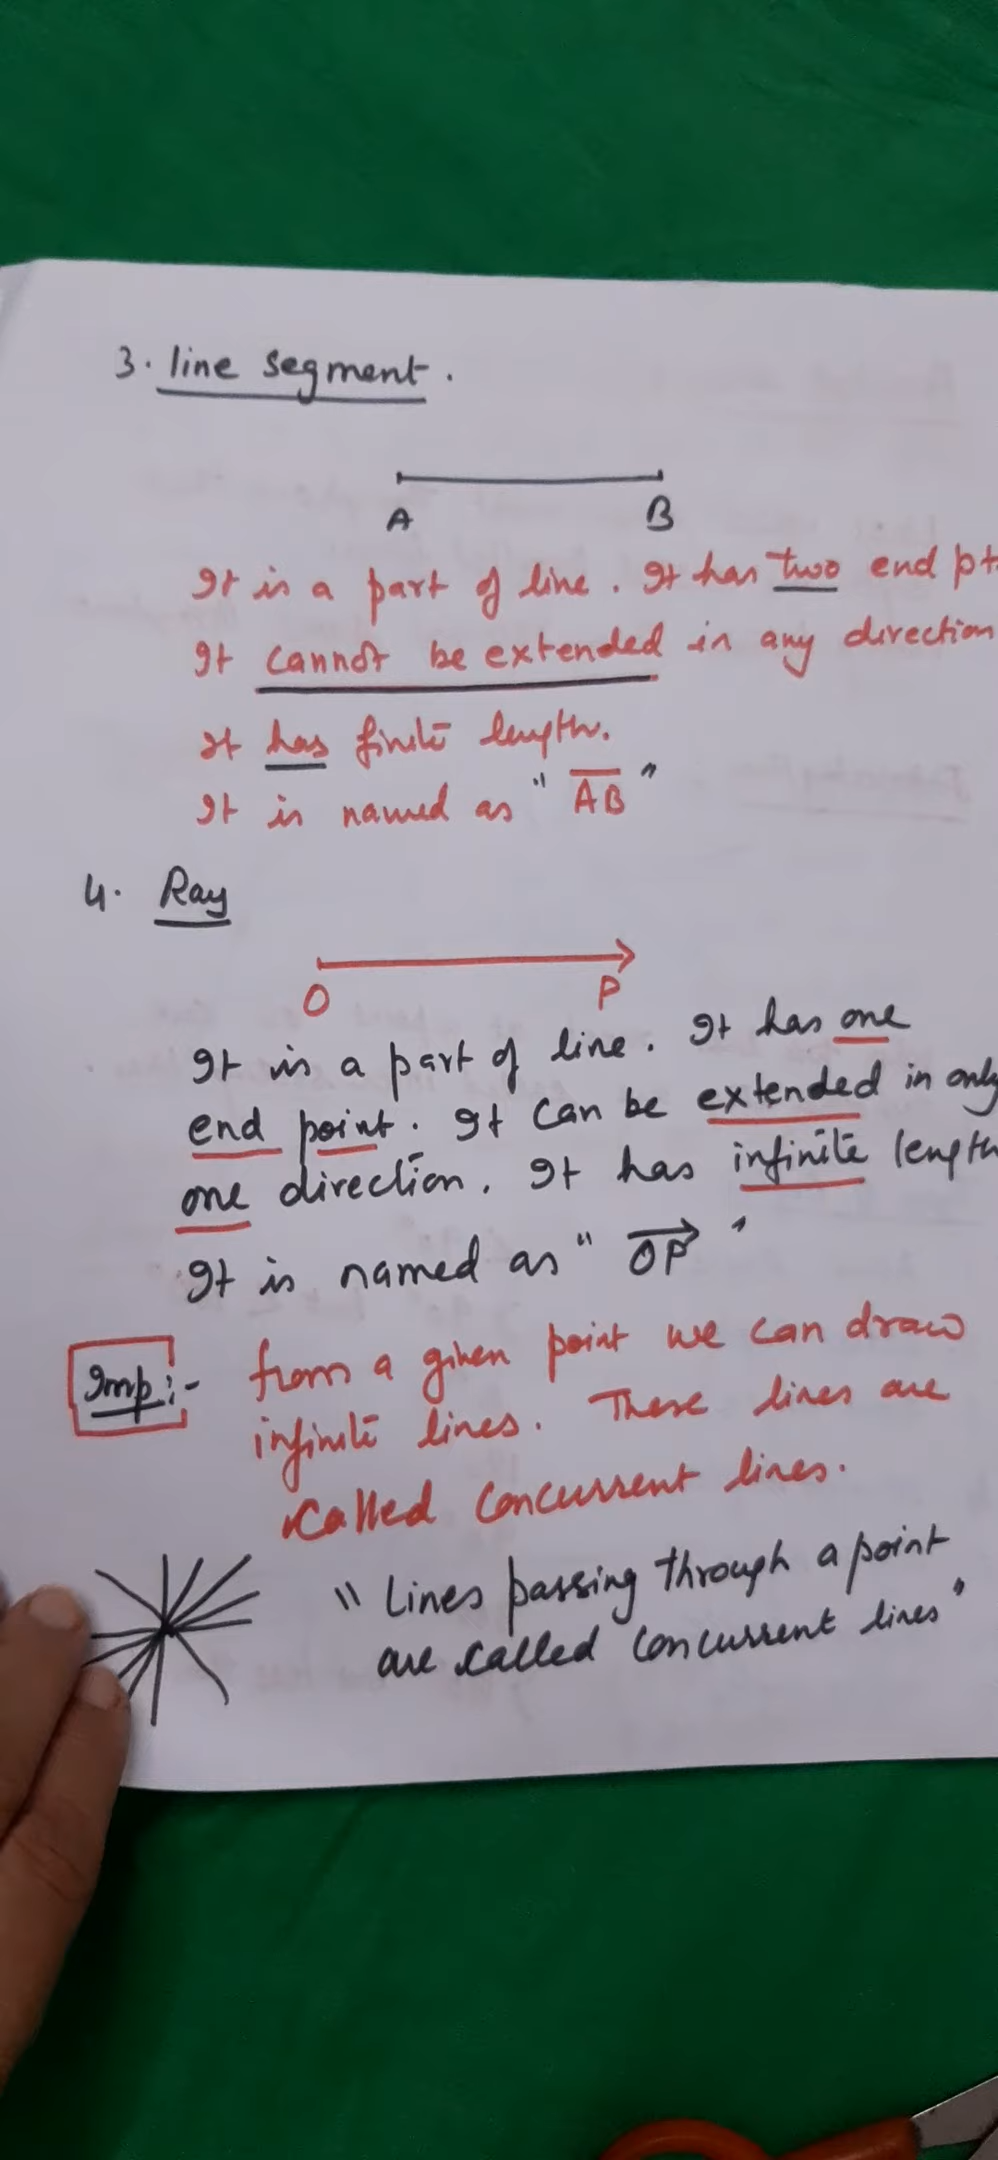 3. line segment.
A B
It is a part of line. It has two end pt
It cannot be extended in any direction
It has finite length.
It is named as " A̅B̅ "
4. Ray
O P
It is a part of line. It has one
end point. It can be extended in only
one direction. It has infinite length
It is named as " \overrightarrow{OP} "
Imp:- from a given point we can draw
infinite lines. These lines are
called concurrent lines.
" Lines passing through a point
are called concurrent lines "